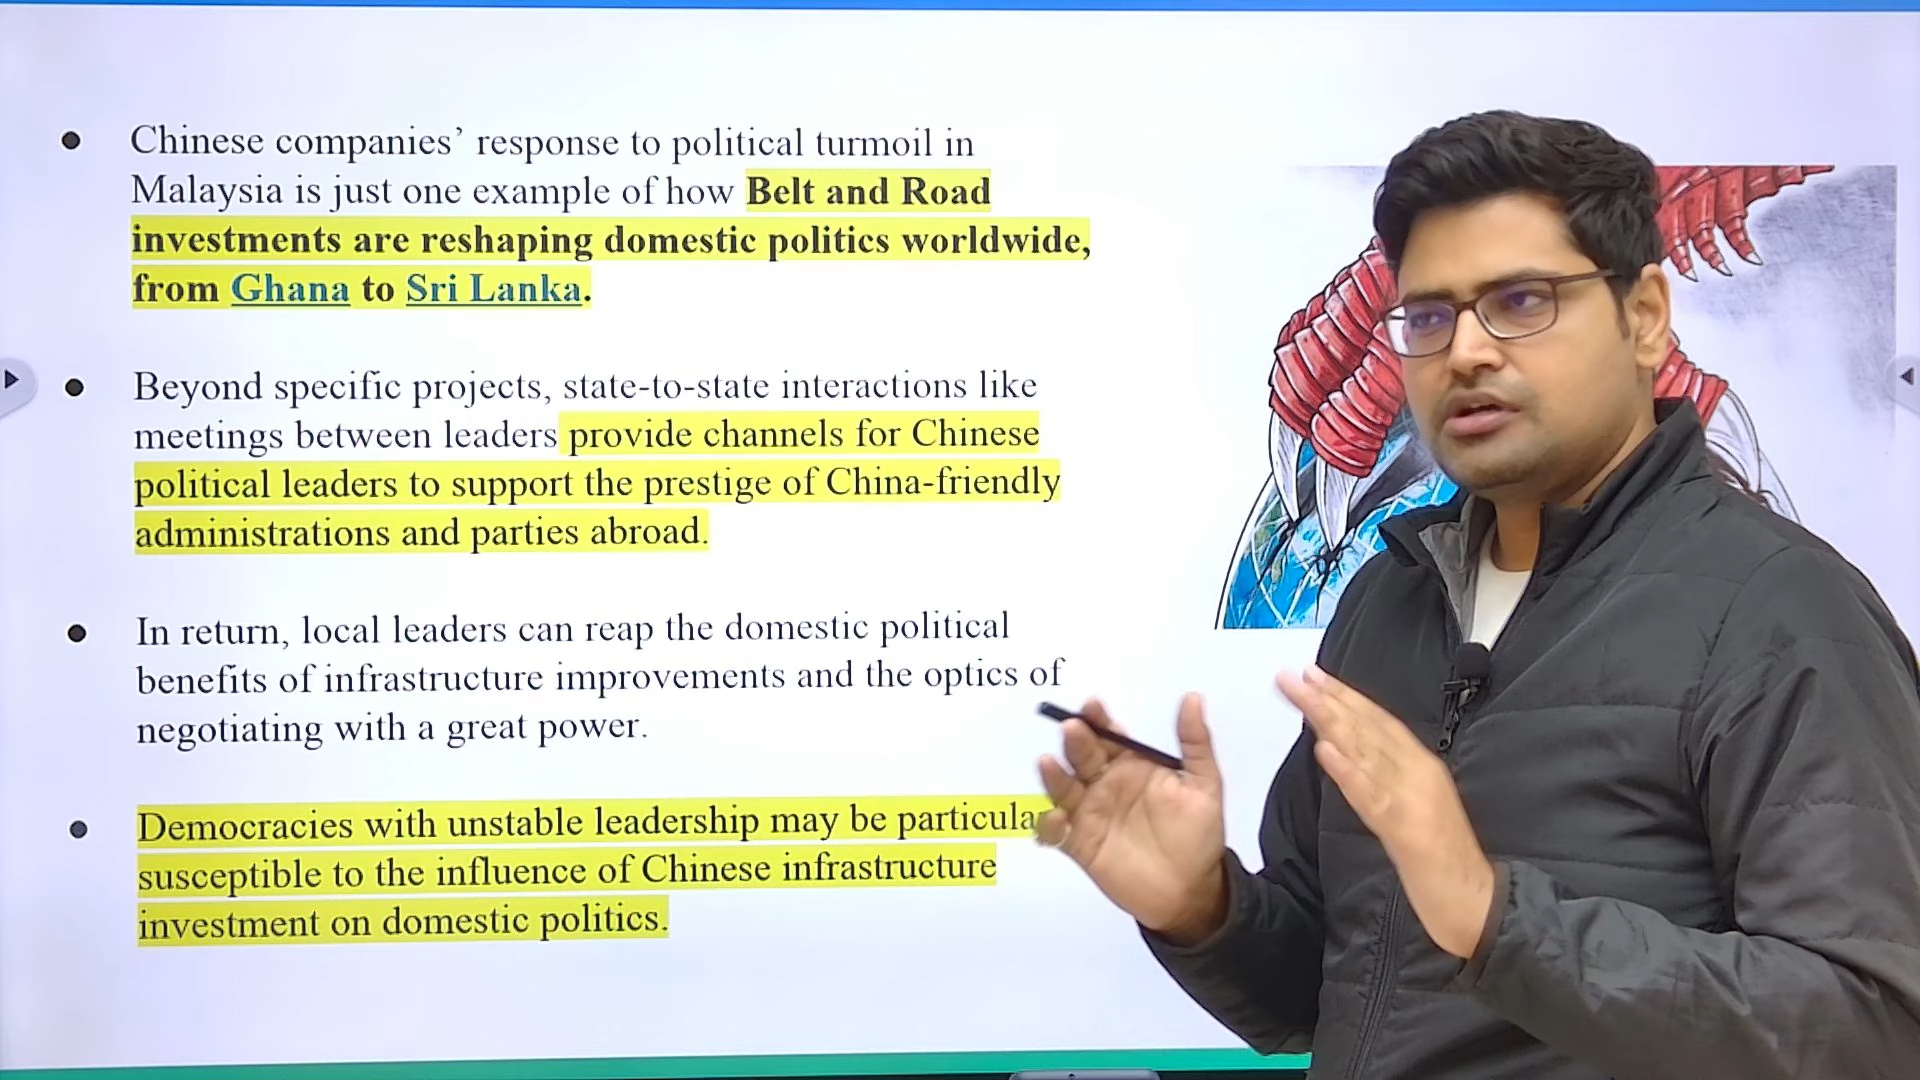 Chinese companies’ response to political turmoil in
Malaysia is just one example of how Belt and Road
investments are reshaping domestic politics worldwide,
from Ghana to Sri Lanka.
Beyond specific projects, state-to-state interactions like
meetings between leaders provide channels for Chinese
political leaders to support the prestige of China-friendly
administrations and parties abroad.
In return, local leaders can reap the domestic political
benefits of infrastructure improvements and the optics of
negotiating with a great power.
Democracies with unstable leadership may be
susceptible to the influence of Chinese infrastructure
investment on domestic politics.